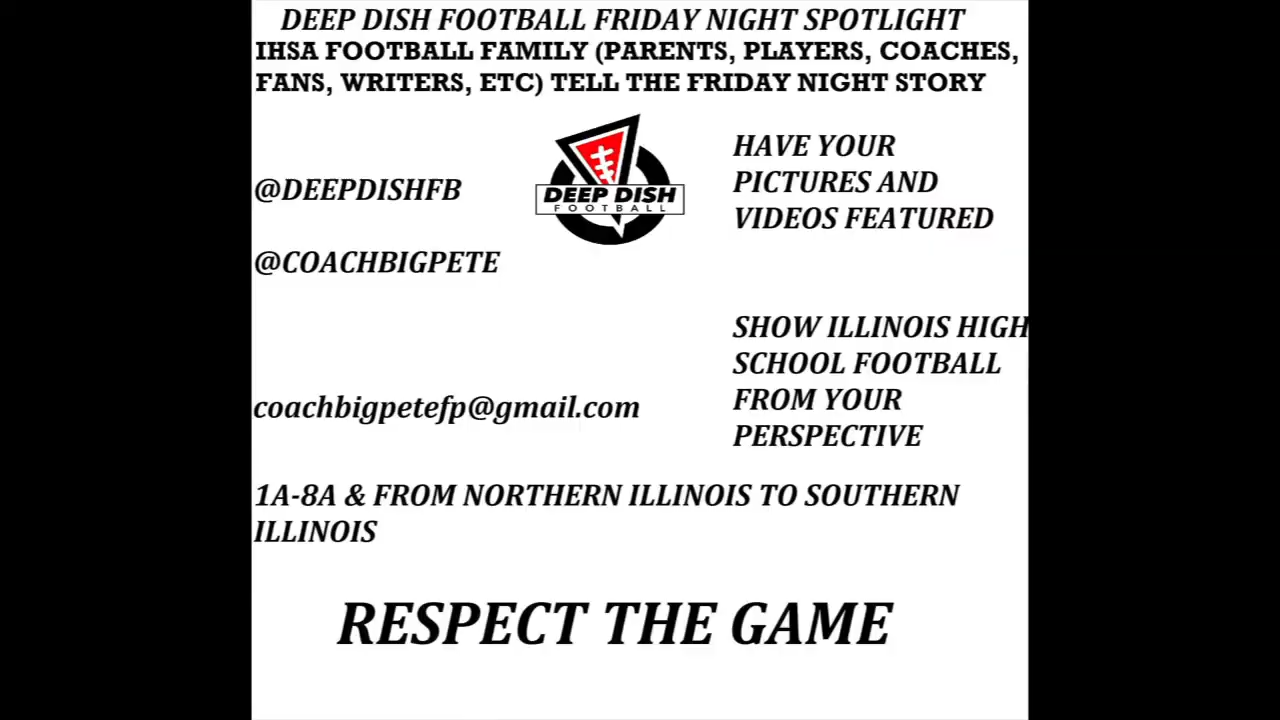 DEEP DISH FOOTBALL FRIDAY NIGHT SPOTLIGHT
IHSA FOOTBALL FAMILY (PARENTS, PLAYERS, COACHES,
FANS, WRITERS, ETC) TELL THE FRIDAY NIGHT STORY
@DEEPDISHFB
@COACHBIGPETE
DEEP DISH
FOOTBALL
HAVE YOUR
PICTURES AND
VIDEOS FEATURED
SHOW ILLINOIS HIGH
SCHOOL FOOTBALL
FROM YOUR
PERSPECTIVE
coachbigpetefp@gmail.com
1A-8A & FROM NORTHERN ILLINOIS TO SOUTHERN
ILLINOIS
RESPECT THE GAME